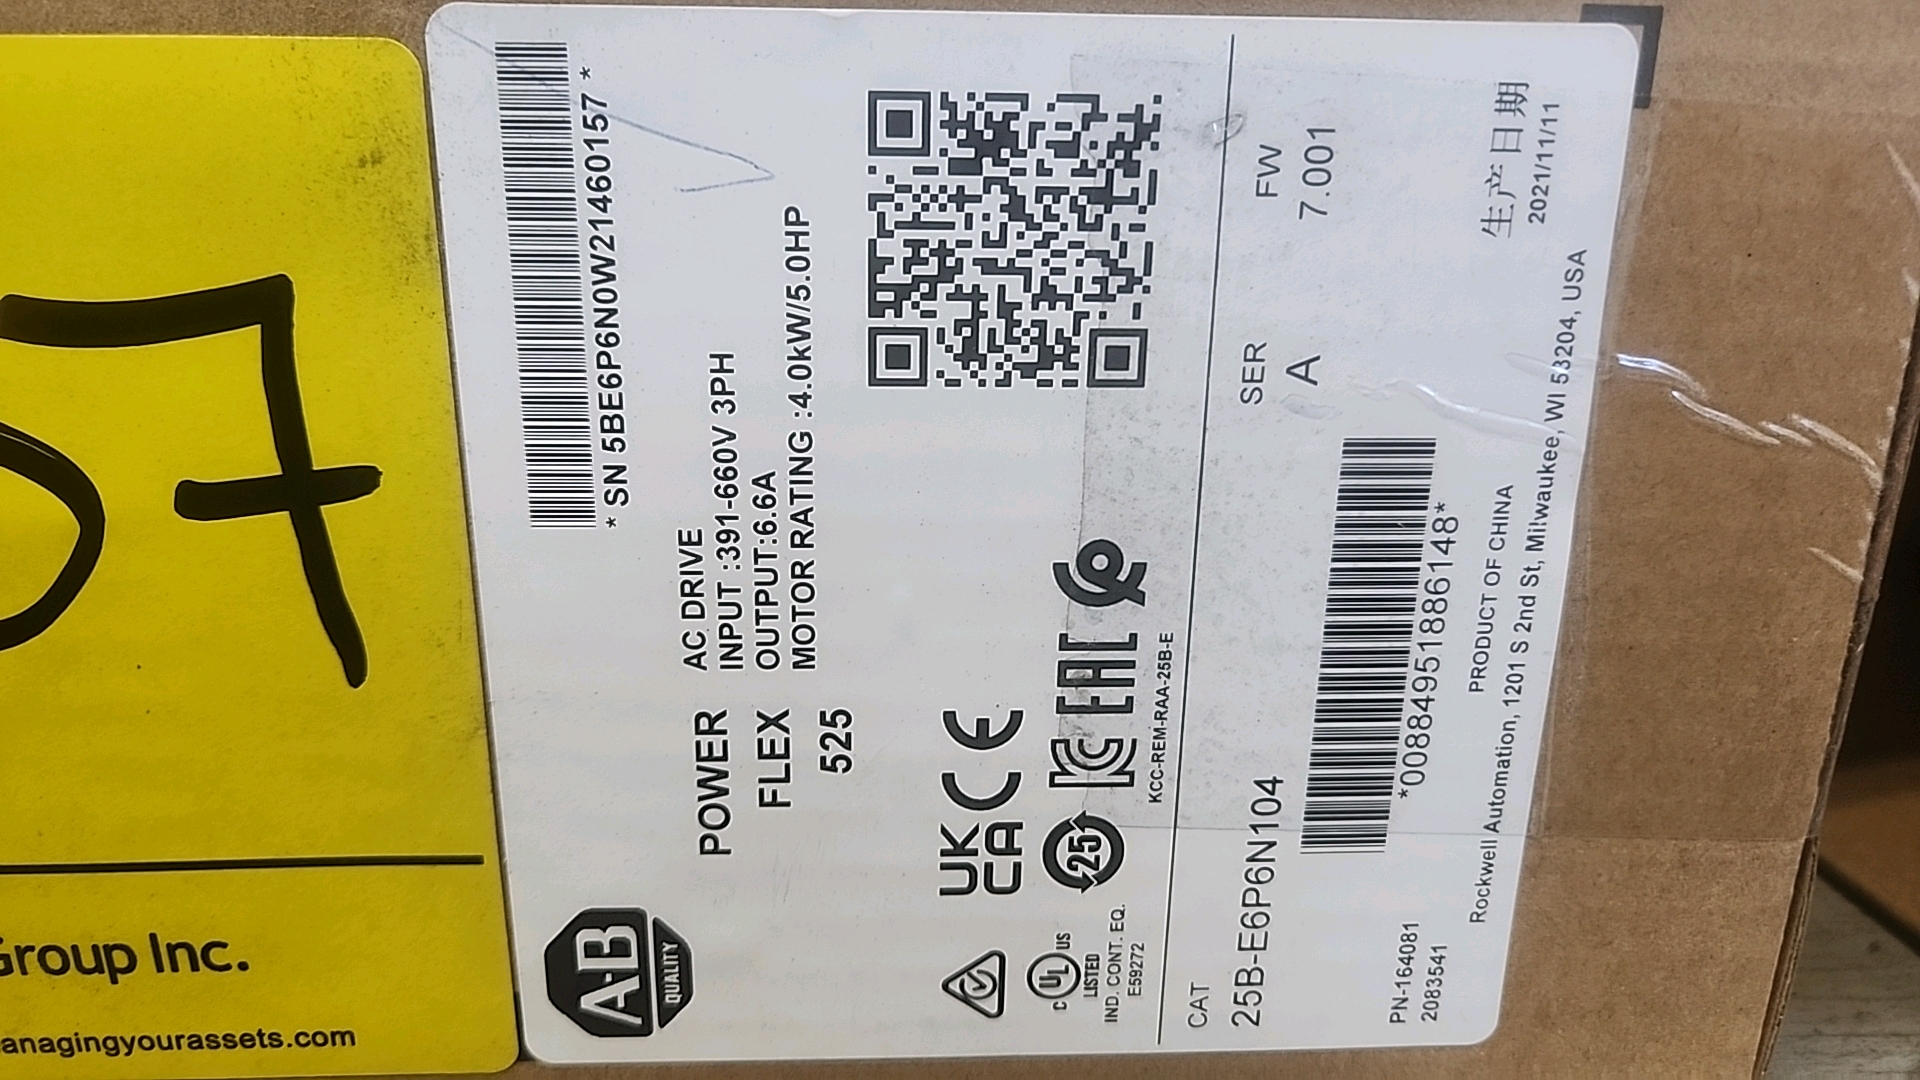 Group Inc.
anagingyourassets.com
* SN 5BE6P6N0W21460157 *
A-B
QUALITY
POWER
FLEX
525
AC DRIVE
INPUT :391-660V 3PH
OUTPUT:6.6A
MOTOR RATING :4.0kW/5.0HP
UK
CA
CE
C UL US
LISTED
IND. CONT. EQ.
E59272
25
EAC
KCC-REM-RAA-25B-E
CAT
25B-E6P6N104
SER
A
FW
7.001
*00884951886148*
PN-164081
2083541
PRODUCT OF CHINA
生产日期
2021/11/11
Rockwell Automation, 1201 S 2nd St, Milwaukee, WI 53204, USA